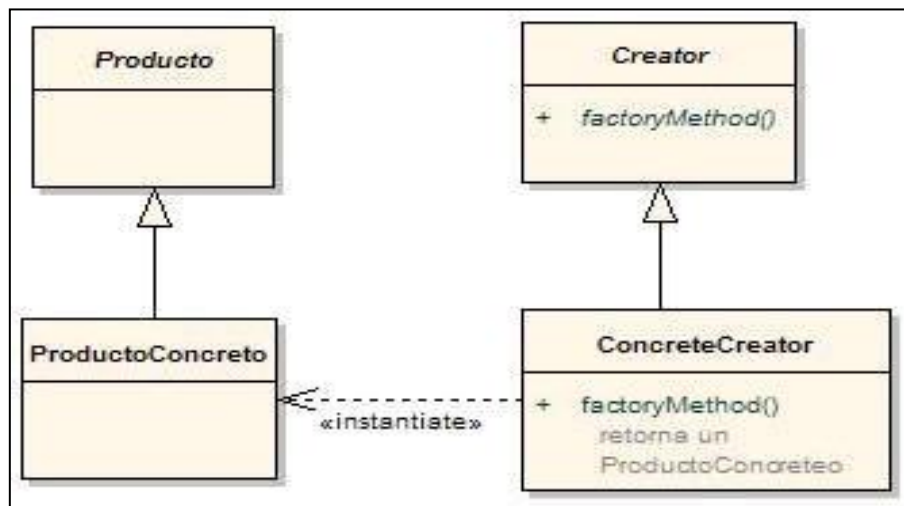 Producto
Creator
+ factoryMethod()
ProductoConcreto
ConcreteCreator
+ factoryMethod()
retorna un
ProductoConcreteo
«instantiate»